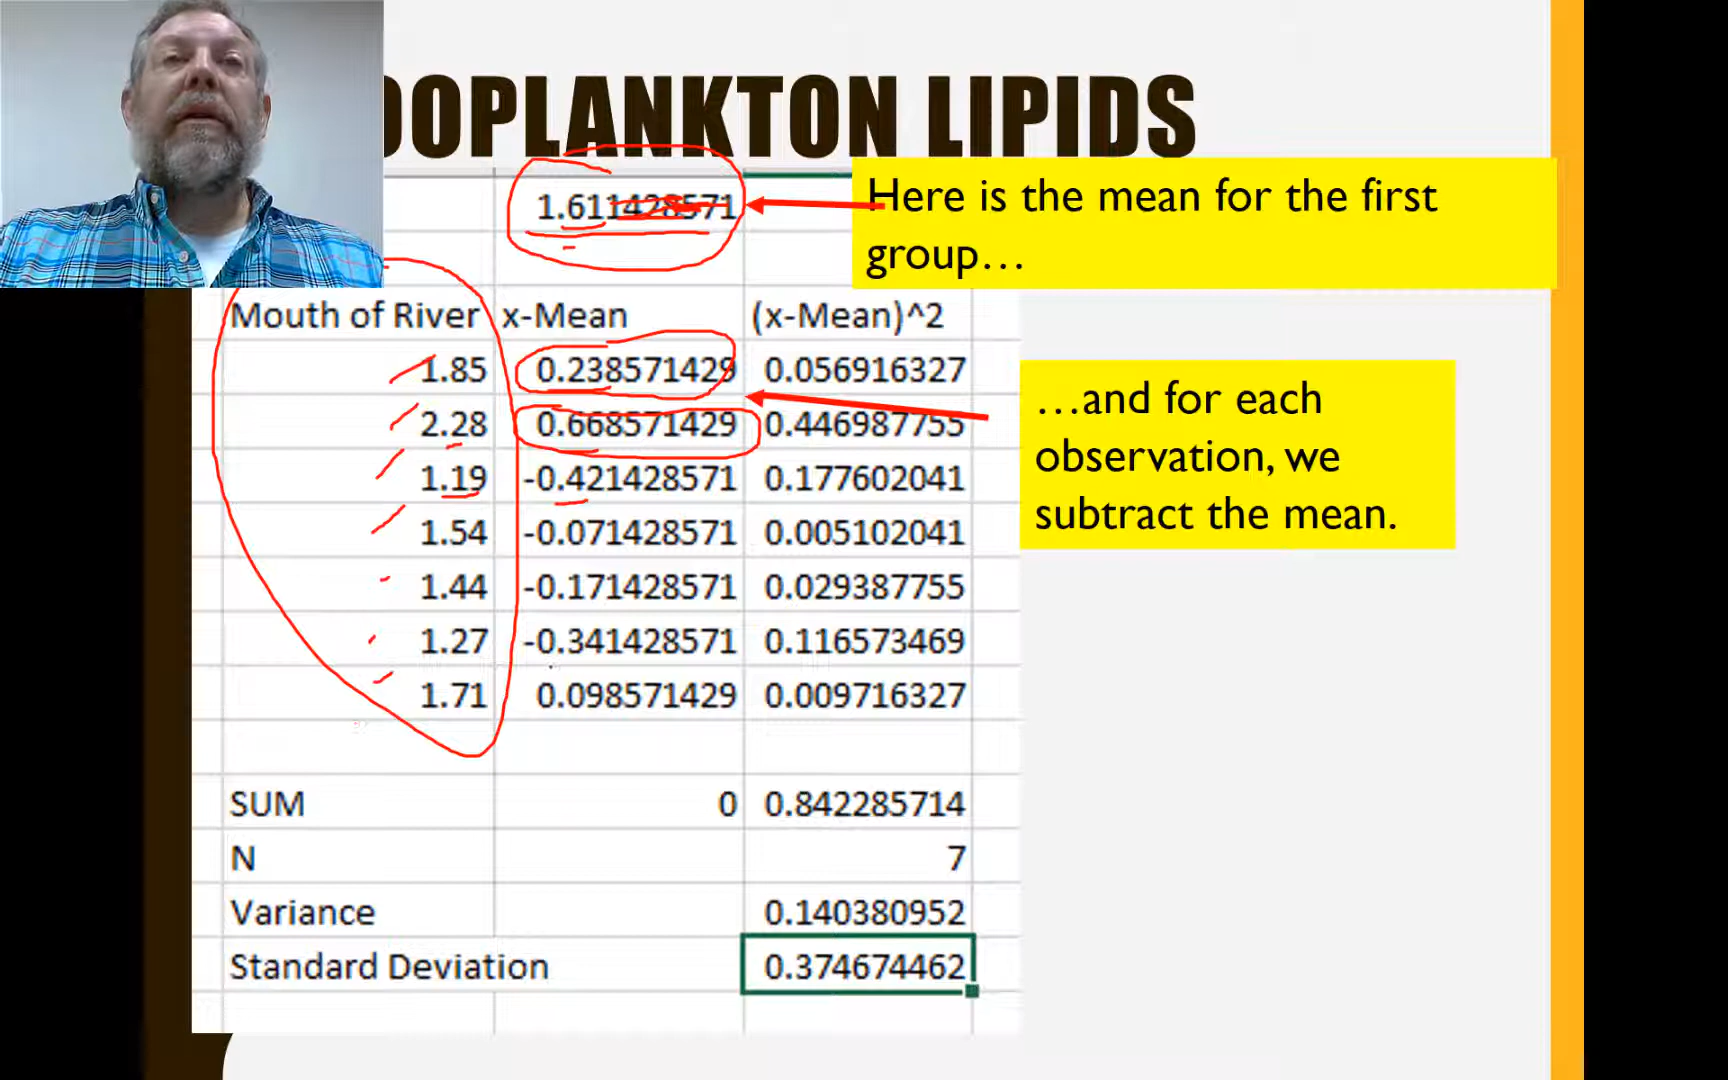 OOPLANKTON LIPIDS
1.611428571
Here is the mean for the first
group...
Mouth of River x-Mean (x-Mean)^2
1.85 0.238571429 0.056916327
2.28 0.668571429 0.446987755
1.19 -0.421428571 0.177602041
1.54 -0.071428571 0.005102041
1.44 -0.171428571 0.029387755
1.27 -0.341428571 0.116573469
1.71 0.098571429 0.009716327
...and for each
observation, we
subtract the mean.
SUM 0 0.842285714
N 7
Variance 0.140380952
Standard Deviation 0.374674462